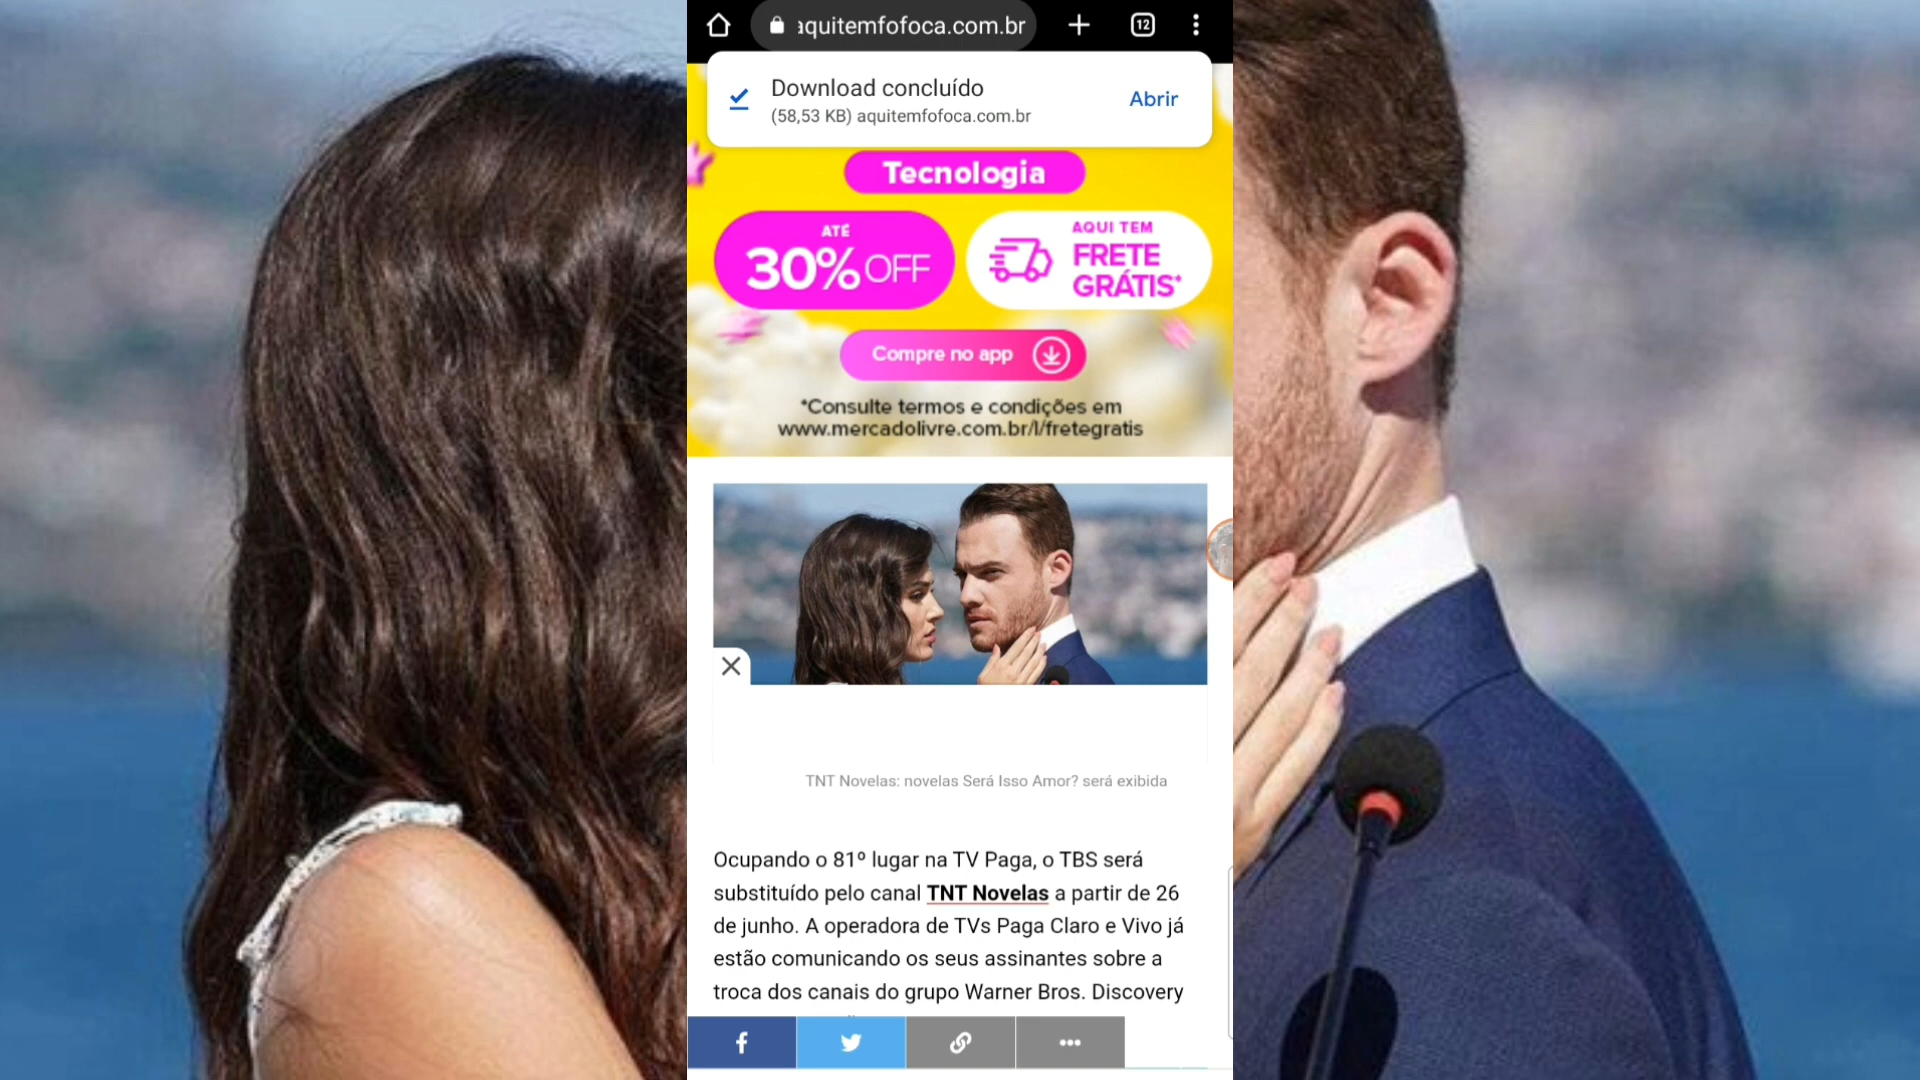 aquitemfofoca.com.br
12
Download concluído
(58,53 KB) aquitemfofoca.com.br
Abrir
Tecnologia
ATÉ
30% OFF
AQUI TEM
FRETE
GRÁTIS*
Compre no app
*Consulte termos e condições em
www.mercadolivre.com.br/l/fretegratis
TNT Novelas: novelas Será Isso Amor? será exibida
Ocupando o 81º lugar na TV Paga, o TBS será
substituído pelo canal TNT Novelas a partir de 26
de junho. A operadora de TVs Paga Claro e Vivo já
estão comunicando os seus assinantes sobre a
troca dos canais do grupo Warner Bros. Discovery